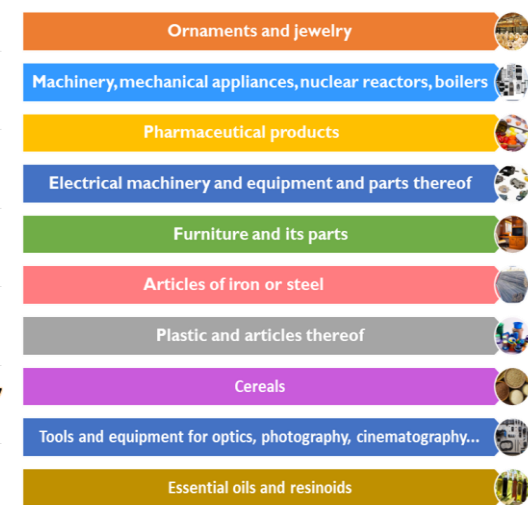 Ornaments and jewelry
Machinery,mechanical appliances,nuclear reactors, boilers
Pharmaceutical products
Electrical machinery and equipment and parts thereof
Furniture and its parts
Articles of iron or steel
Plastic and articles thereof
Cereals
Tools and equipment for optics, photography, cinematography...
Essential oils and resinoids